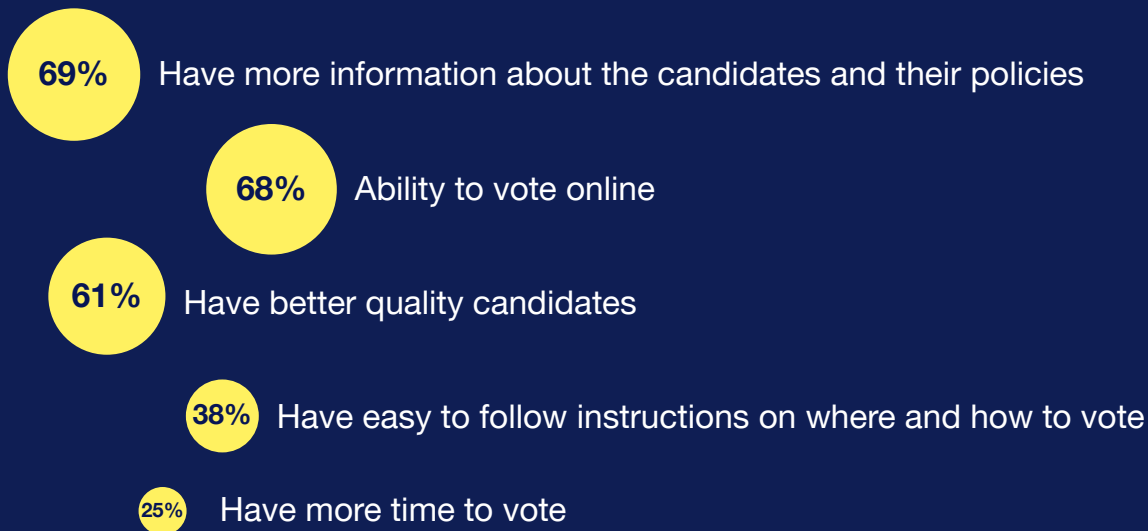 69% Have more information about the candidates and their policies
68% Ability to vote online
61% Have better quality candidates
38% Have easy to follow instructions on where and how to vote
25% Have more time to vote